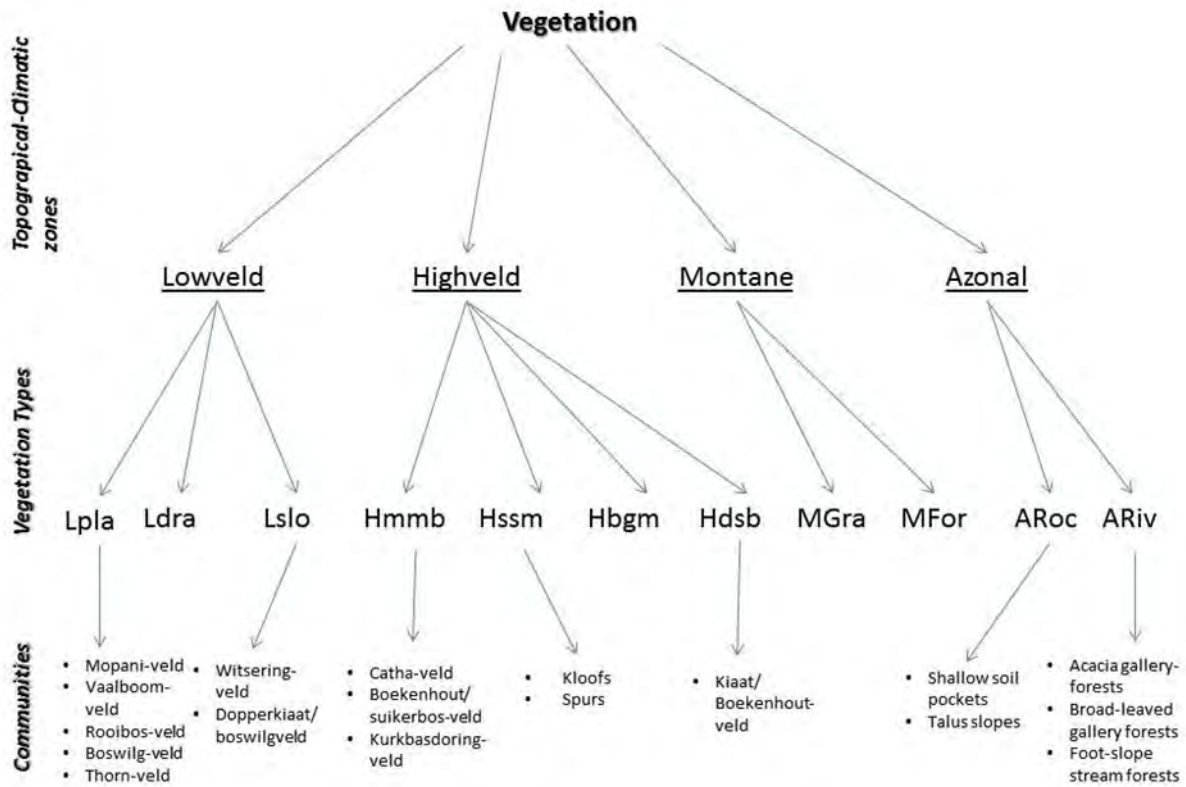 Vegetation
Topograpical-Climatic
zones
Lowveld
Highveld
Montane
Azonal
Vegetation Types
Lpla
Ldra
Lslo
Hmmb
Hssm
Hbgm
Hdsb
MGra
MFor
ARoc
ARiv
Communities
• Mopani-veld
• Vaalboom-
veld
• Rooibos-veld
• Boswilg-veld
• Thorn-veld
• Witsering-
veld
• Dopperkiaat/
boswilgveld
• Catha-veld
• Boekenhout/
suikerbos-veld
• Kurkbasdoring-
veld
• Kloofs
• Spurs
• Kiaat/
Boekenhout-
veld
• Shallow soil
pockets
• Talus slopes
• Acacia gallery-
forests
• Broad-leaved
gallery forests
• Foot-slope
stream forests